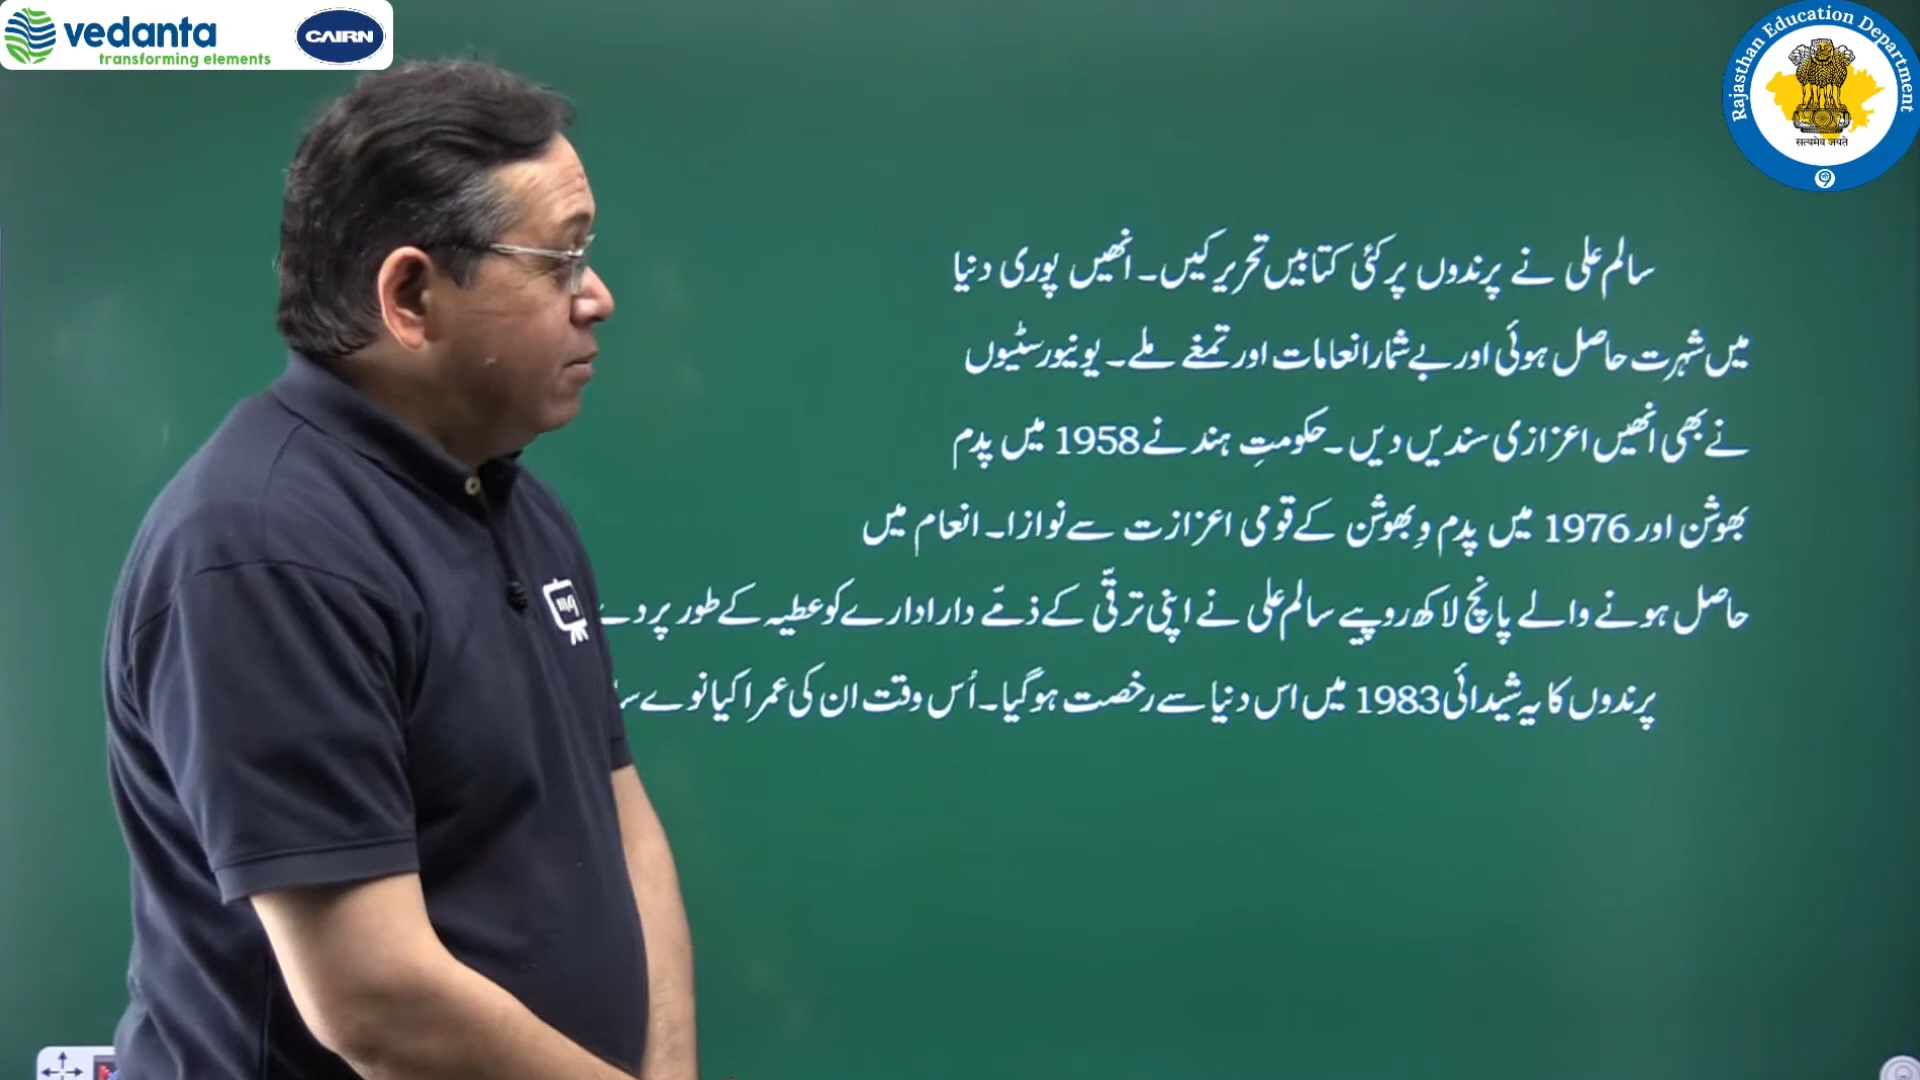 vedanta
transforming elements
CAIRN
Rajasthan Education Department
सत्यमेव जयते
سالم علی نے پرندوں پر کئی کتابیں تحریر کیں۔ انھیں پوری دنیا
میں شہرت حاصل ہوئی اور بے شمار انعامات اور تمغے ملے۔ یونیورسٹیوں
نے بھی انھیں اعزازی سندیں دیں۔ حکومتِ ہند نے 1958 میں پدم
بھوشن اور 1976 میں پدم وِبھوشن کے قومی اعزازت سے نوازا۔ انعام میں
حاصل ہونے والے پانچ لاکھ روپیے سالم علی نے اپنی ترقّی کے ذمّے دار ادارے کو عطیہ کے طور پر دے
پرندوں کا یہ شیدائی 1983 میں اس دنیا سے رخصت ہوگیا۔ اُس وقت ان کی عمر اکیانوے